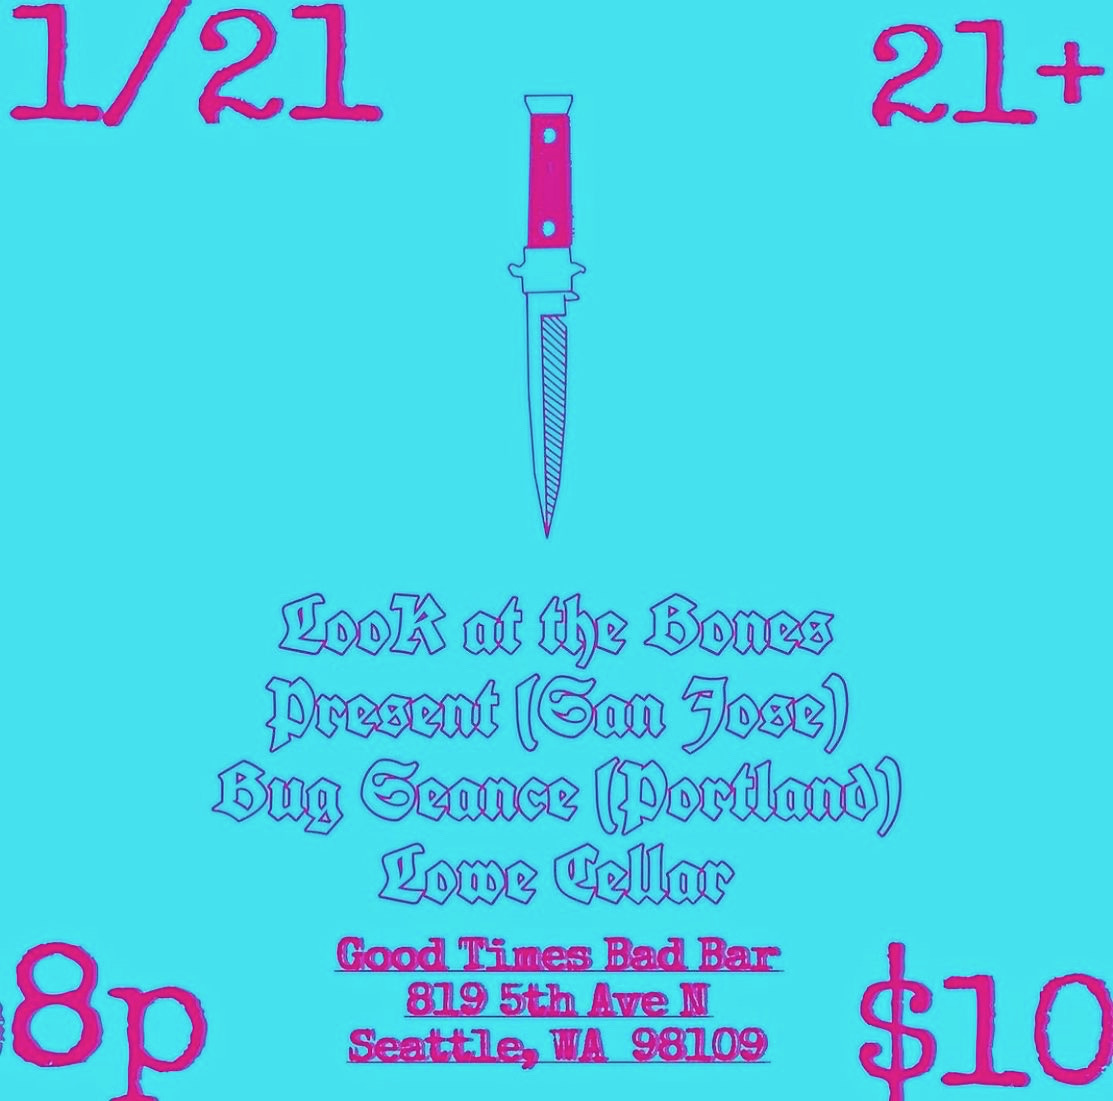 1/21
21+
LooK at the Bones
Present (San Jose)
Bug Seance (Portland)
Lowe Cellar
Good Times Bad Bar
819 5th Ave N
Seattle, WA 98109
8p
$10